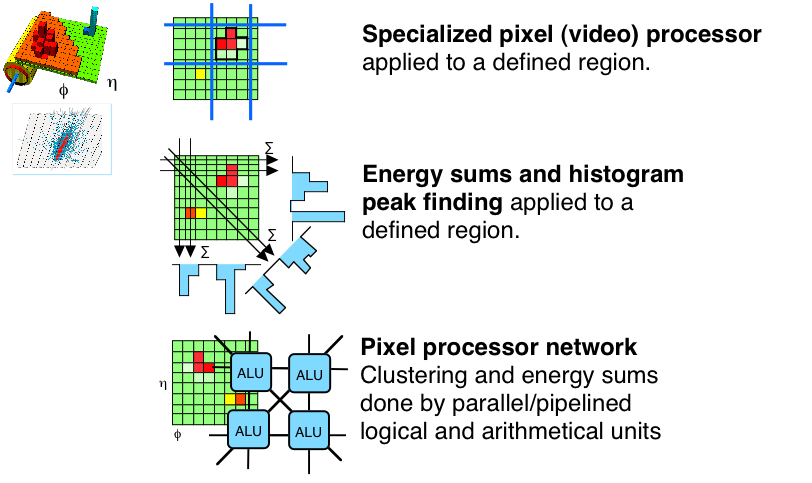 φ
η
Specialized pixel (video) processor
applied to a defined region.
Σ
Σ
Σ
Energy sums and histogram
peak finding applied to a
defined region.
η
φ
ALU
ALU
ALU
ALU
Pixel processor network
Clustering and energy sums
done by parallel/pipelined
logical and arithmetical units